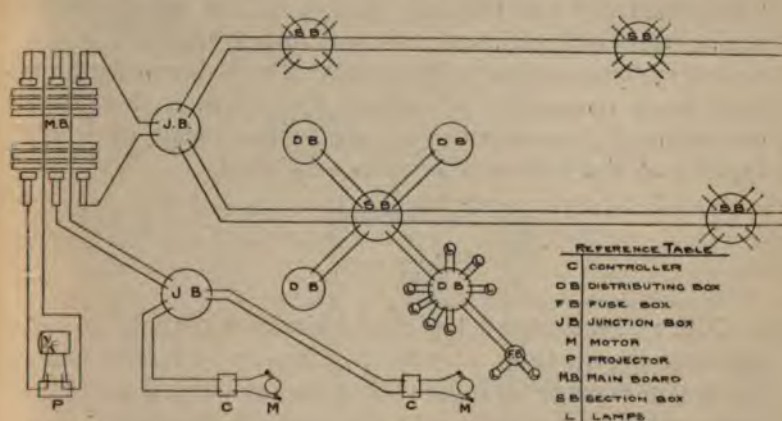 S B
S B
M.B.
J.B.
D B
D B
S B
S B
D B
D B
J B
F.B.
P
C
M
C
M
REFERENCE TABLE
C CONTROLLER
D B DISTRIBUTING BOX
F B FUSE BOX
J B JUNCTION BOX
M MOTOR
P PROJECTOR
M.B. MAIN BOARD
S B SECTION BOX
L LAMPS